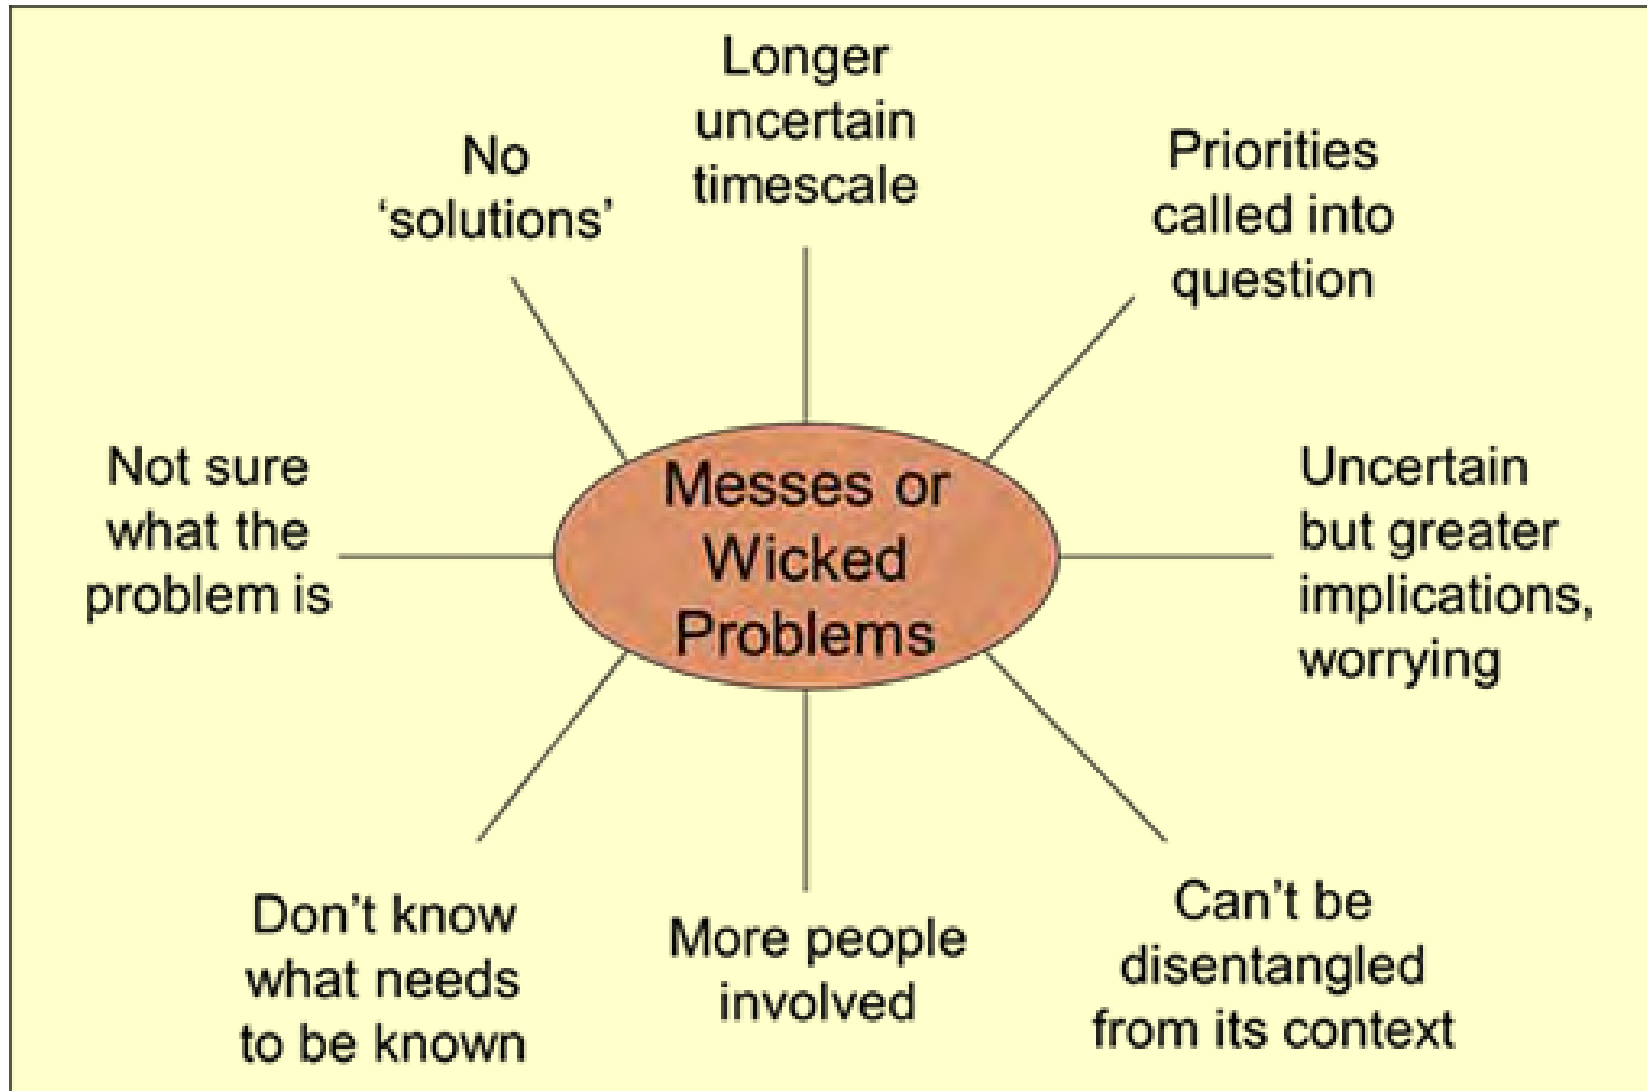 Longer
uncertain
timescale
No
‘solutions’
Priorities
called into
question
Not sure
what the
problem is
Messes or
Wicked
Problems
Uncertain
but greater
implications,
worrying
Don’t know
what needs
to be known
More people
involved
Can’t be
disentangled
from its context